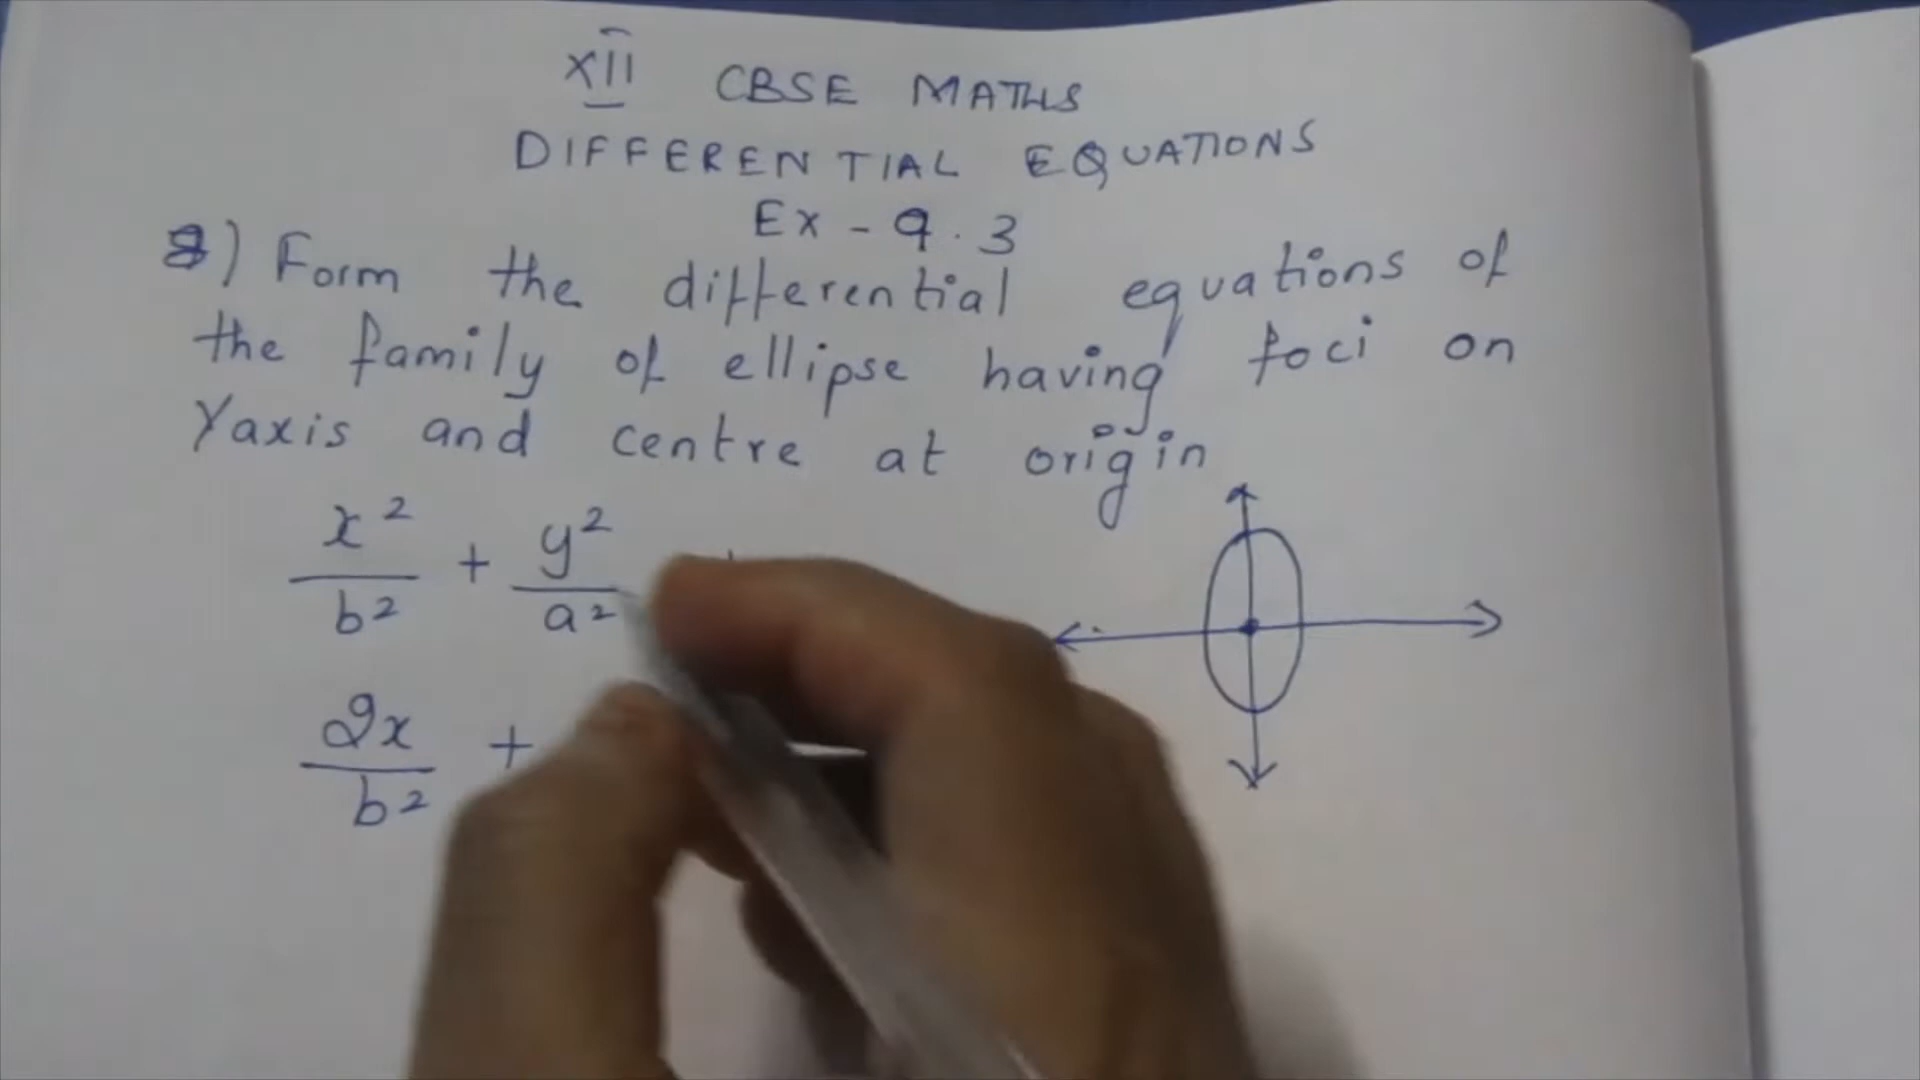 XII CBSE MATHS
DIFFERENTIAL EQUATIONS
Ex - 9.3
8) Form the differential equations of
the family of ellipse having foci on
Yaxis and centre at origin
x² / b² + y² / a²
2x / b² +